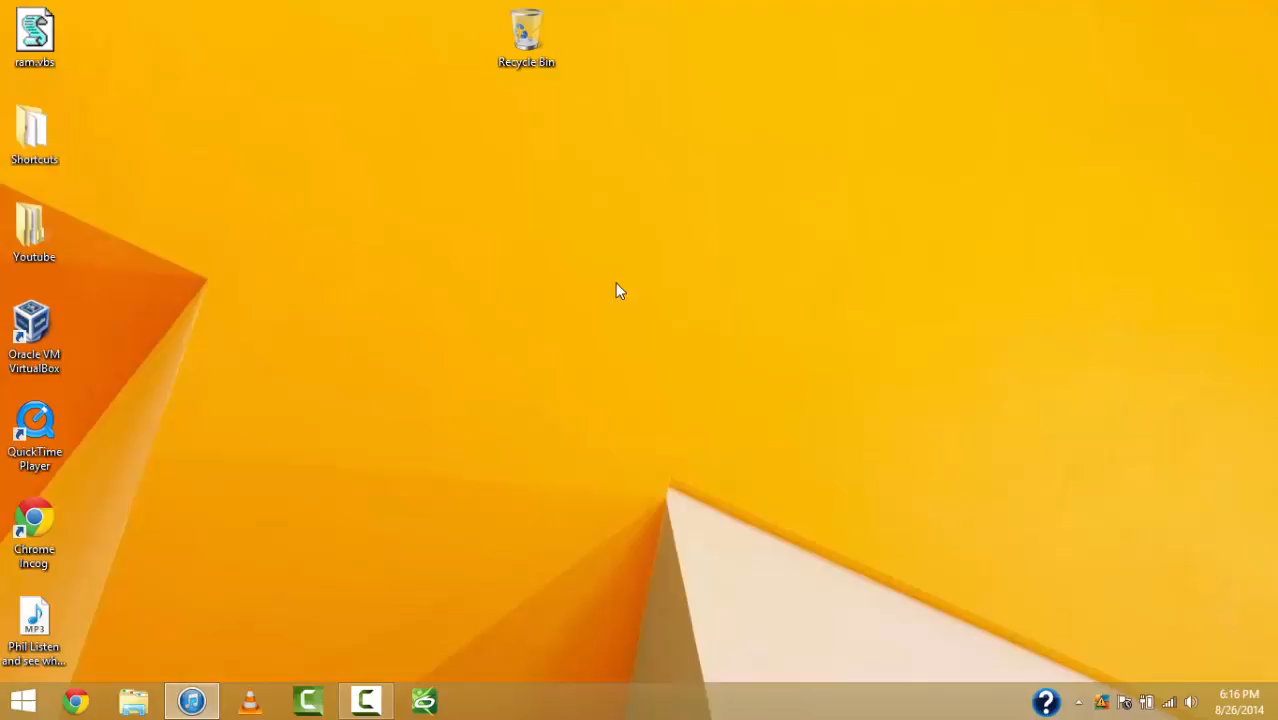 ram.vbs
Recycle Bin
Shortcuts
Youtube
Oracle VM
VirtualBox
QuickTime
Player
Chrome
Incog
MP3
Phil Listen
and see wh...
6:16 PM
8/26/2014